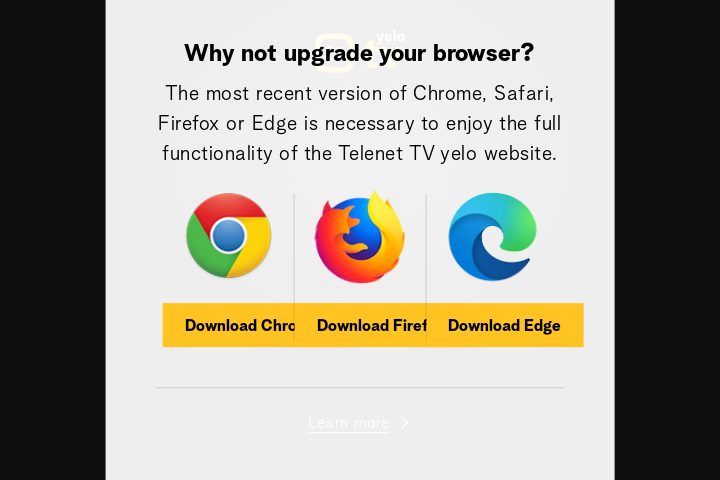 yelo
Why not upgrade your browser?
The most recent version of Chrome, Safari,
Firefox or Edge is necessary to enjoy the full
functionality of the Telenet TV yelo website.
Download Chro
Download Firef
Download Edge
Learn more